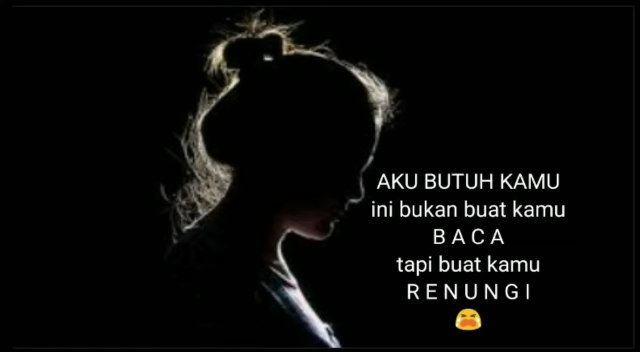 AKU BUTUH KAMU
ini bukan buat kamu
B A C A
tapi buat kamu
R E N U N G I
😫